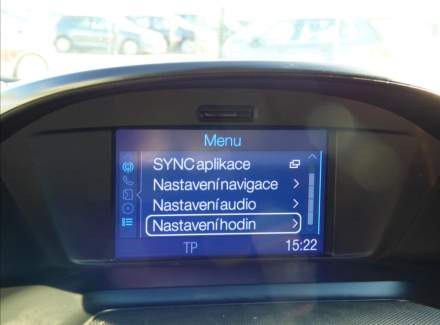 Menu
SYNC aplikace
Nastavení navigace
Nastavení audio
Nastavení hodin
TP 15:22